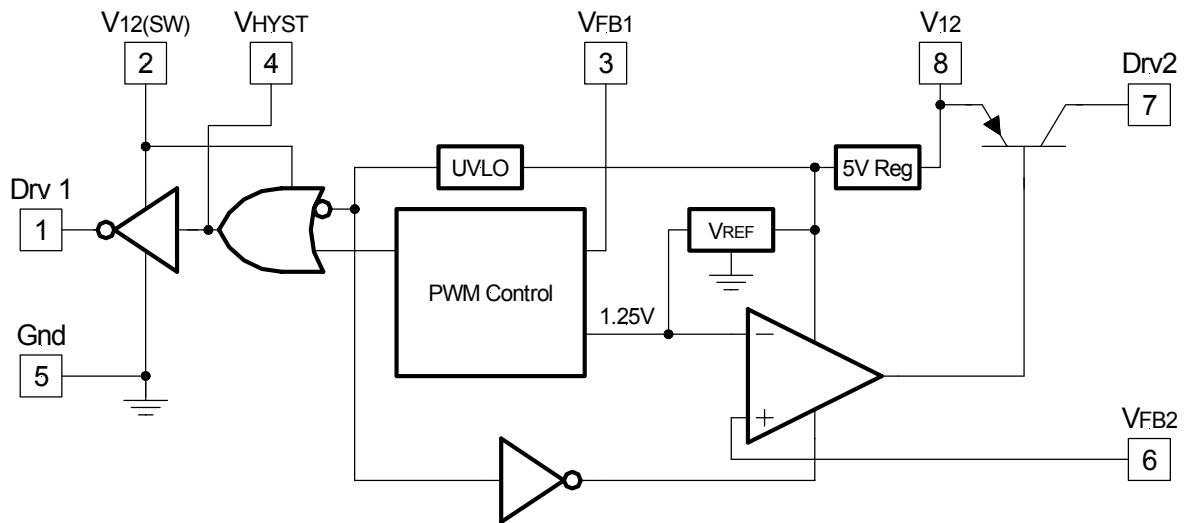 V12(SW)
VHYST
VFB1
V12
2
4
3
8
Drv2
7
UVLO
5V Reg
Drv 1
1
VREF
PWM Control
1.25V
−
Gnd
5
+
VFB2
6